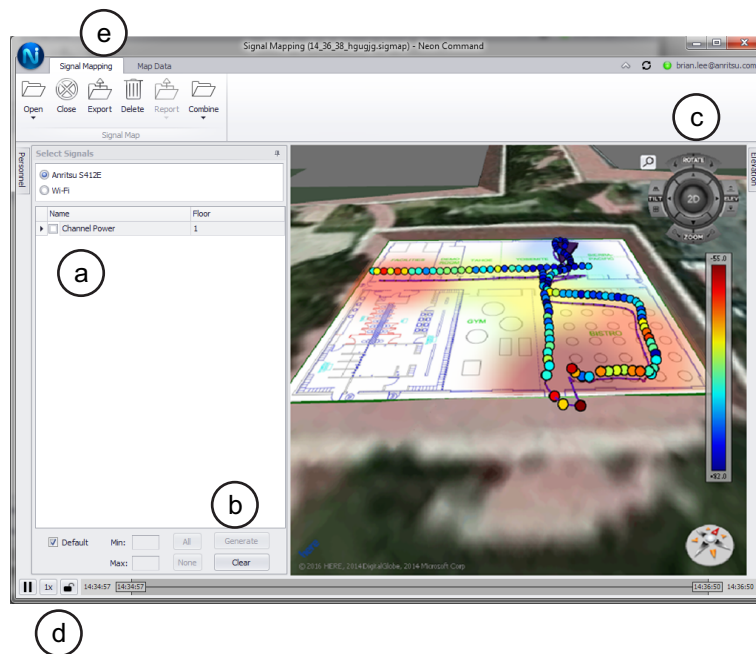 e
Signal Mapping (14_36_38_hgugjg.sigmap) - Neon Command
Signal Mapping Map Data
brian.lee@anritsu.com
Open Close Export Delete Report Combine
Signal Map
c
Personnel
Select Signals
Anritsu S412E
Wi-Fi
Name Floor
Channel Power 1
a
b
Default Min: All Generate
Max: None Clear
ROTATE
TILT 2D ELEV
ZOOM
Elevation
-55.0
-92.0
GYM
BISTRO
© 2016 HERE, 2014 DigitalGlobe, 2014 Microsoft Corp
1x 14:34:57 14:34:57 14:36:50 14:36:50
d